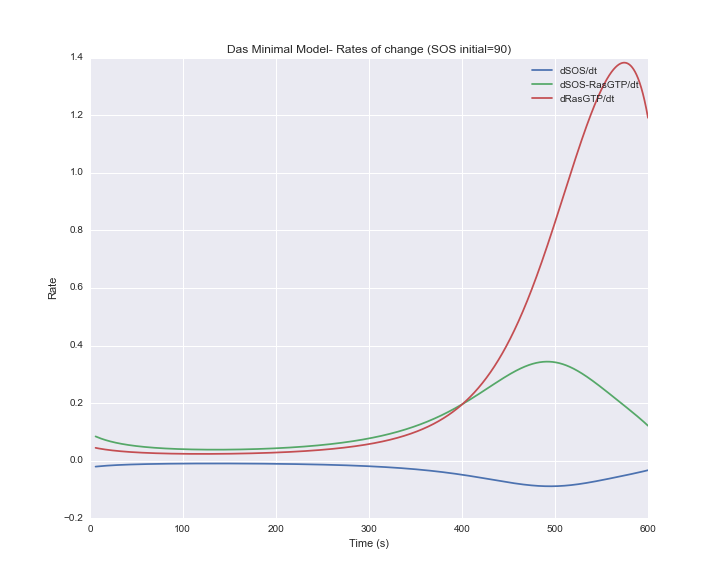 Das Minimal Model- Rates of change (SOS initial=90)
1.4
1.2
1.0
0.8
0.6
0.4
0.2
0.0
−0.2
Rate
dSOS/dt
dSOS-RasGTP/dt
dRasGTP/dt
0 100 200 300 400 500 600
Time (s)